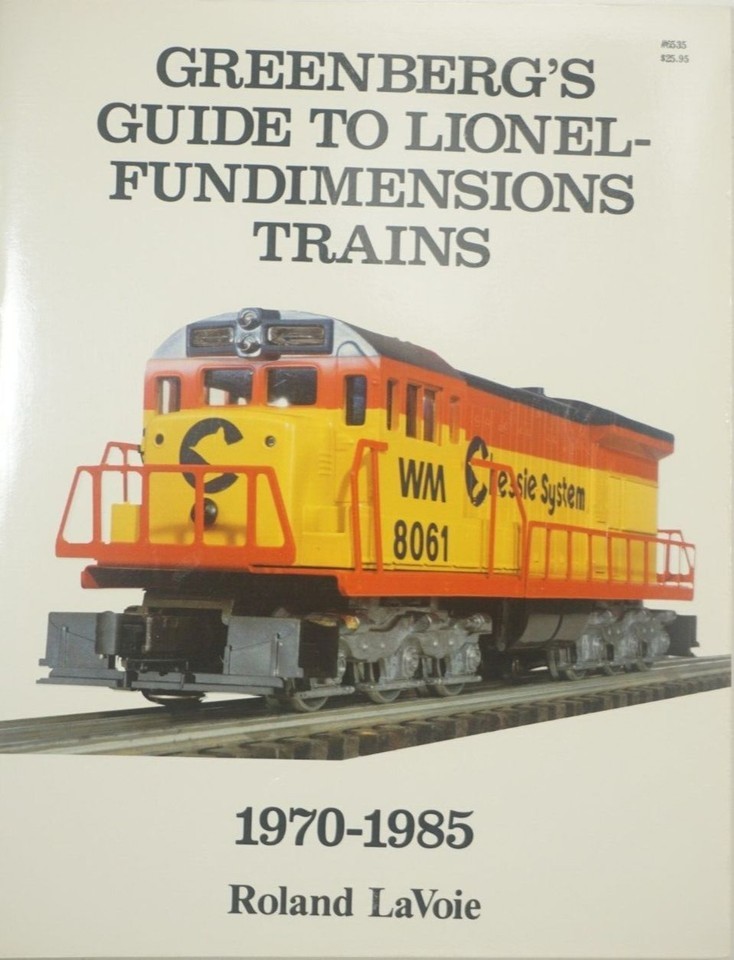 #6535
$25.95
GREENBERG'S
GUIDE TO LIONEL-
FUNDIMENSIONS
TRAINS
C
WM
8061
Chessie System
1970-1985
Roland LaVoie